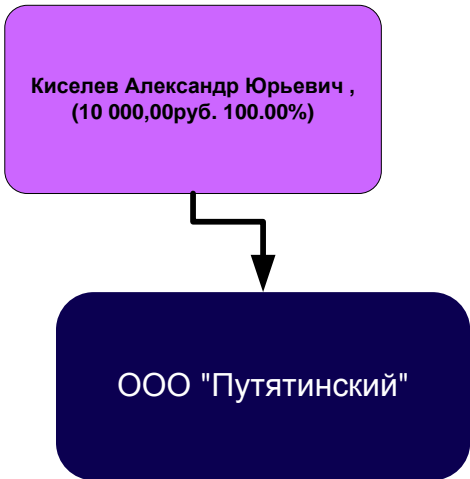 Киселев Александр Юрьевич ,
(10 000,00руб. 100.00%)
ООО "Путятинский"